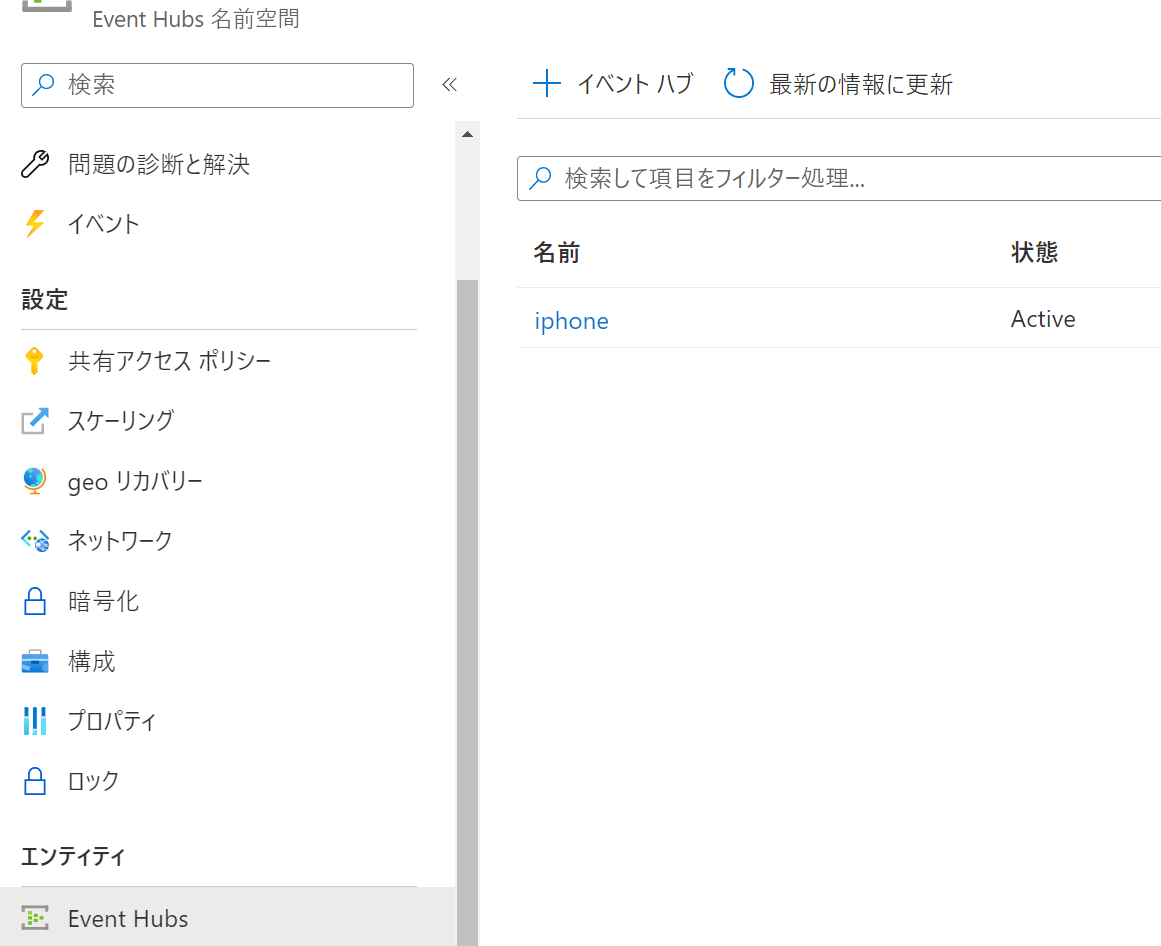 Event Hubs 名前空間
検索
問題の診断と解決
イベント
設定
共有アクセス ポリシー
スケーリング
geo リカバリー
ネットワーク
暗号化
構成
プロパティ
ロック
エンティティ
Event Hubs
イベント ハブ
最新の情報に更新
検索して項目をフィルター処理...
名前 状態
iphone Active